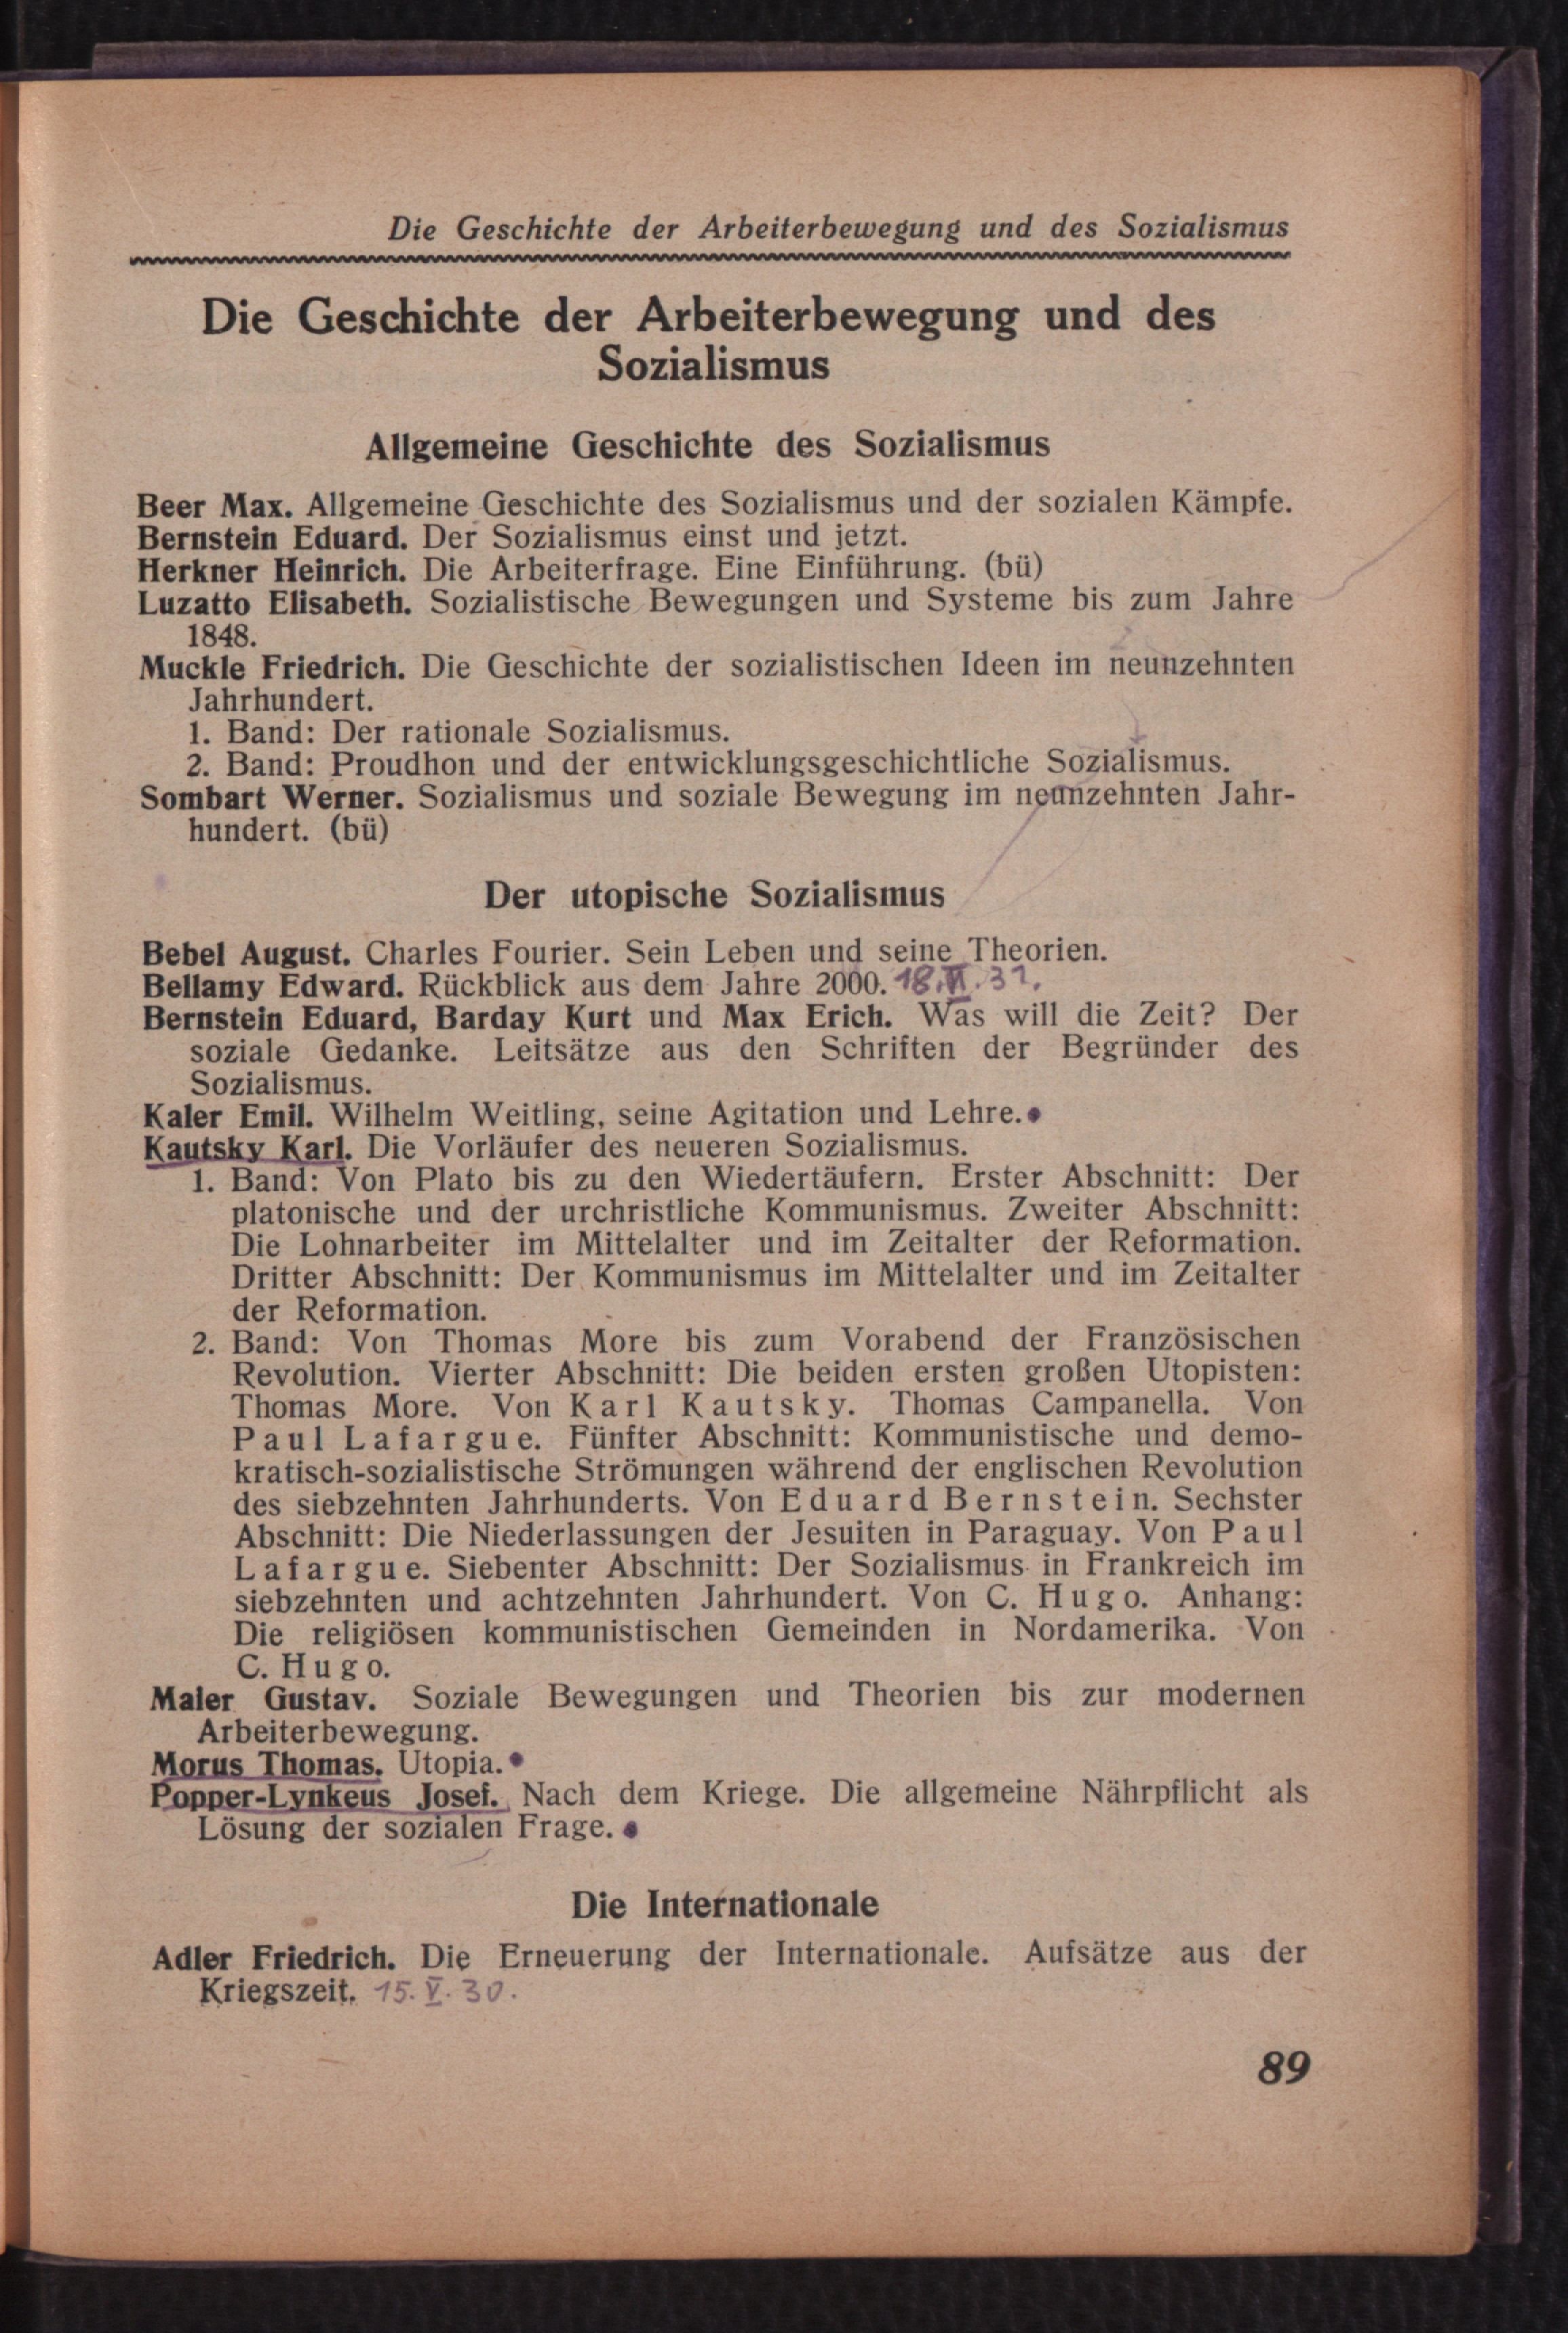 Die Geschichte der Arbeiterbewegung und des Sozialismus
Die Geschichte der Arbeiterbewegung und des
Sozialismus
Allgemeine Geschichte des Sozialismus
Beer Max. Allgemeine Geschichte des Sozialismus und der sozialen Kämpfe.
Bernstein Eduard. Der Sozialismus einst und jetzt.
Herkner Heinrich. Die Arbeiterfrage. Eine Einführung. (bü)
Luzatto Elisabeth. Sozialistische Bewegungen und Systeme bis zum Jahre
1848.
Muckle Friedrich. Die Geschichte der sozialistischen Ideen im neunzehnten
Jahrhundert.
1. Band: Der rationale Sozialismus.
2. Band: Proudhon und der entwicklungsgeschichtliche Sozialismus.
Sombart Werner. Sozialismus und soziale Bewegung im neunzehnten Jahr-
hundert. (bü)
Der utopische Sozialismus
Bebel August. Charles Fourier. Sein Leben und seine Theorien.
Bellamy Edward. Rückblick aus dem Jahre 2000. 18. VI. 31.
Bernstein Eduard, Barday Kurt und Max Erich. Was will die Zeit? Der
soziale Gedanke. Leitsätze aus den Schriften der Begründer des
Sozialismus.
Kaler Emil. Wilhelm Weitling, seine Agitation und Lehre.
Kautsky Karl. Die Vorläufer des neueren Sozialismus.
1. Band: Von Plato bis zu den Wiedertäufern. Erster Abschnitt: Der
platonische und der urchristliche Kommunismus. Zweiter Abschnitt:
Die Lohnarbeiter im Mittelalter und im Zeitalter der Reformation.
Dritter Abschnitt: Der Kommunismus im Mittelalter und im Zeitalter
der Reformation.
2. Band: Von Thomas More bis zum Vorabend der Französischen
Revolution. Vierter Abschnitt: Die beiden ersten großen Utopisten:
Thomas More. Von Karl Kautsky. Thomas Campanella. Von
Paul Lafargue. Fünfter Abschnitt: Kommunistische und demo-
kratisch-sozialistische Strömungen während der englischen Revolution
des siebzehnten Jahrhunderts. Von Eduard Bernstein. Sechster
Abschnitt: Die Niederlassungen der Jesuiten in Paraguay. Von Paul
Lafargue. Siebenter Abschnitt: Der Sozialismus in Frankreich im
siebzehnten und achtzehnten Jahrhundert. Von C. Hugo. Anhang:
Die religiösen kommunistischen Gemeinden in Nordamerika. Von
C. Hugo.
Maier Gustav. Soziale Bewegungen und Theorien bis zur modernen
Arbeiterbewegung.
Morus Thomas. Utopia.
Popper-Lynkeus Josef. Nach dem Kriege. Die allgemeine Nährpflicht als
Lösung der sozialen Frage.
Die Internationale
Adler Friedrich. Die Erneuerung der Internationale. Aufsätze aus der
Kriegszeit. 15. V. 30.
89